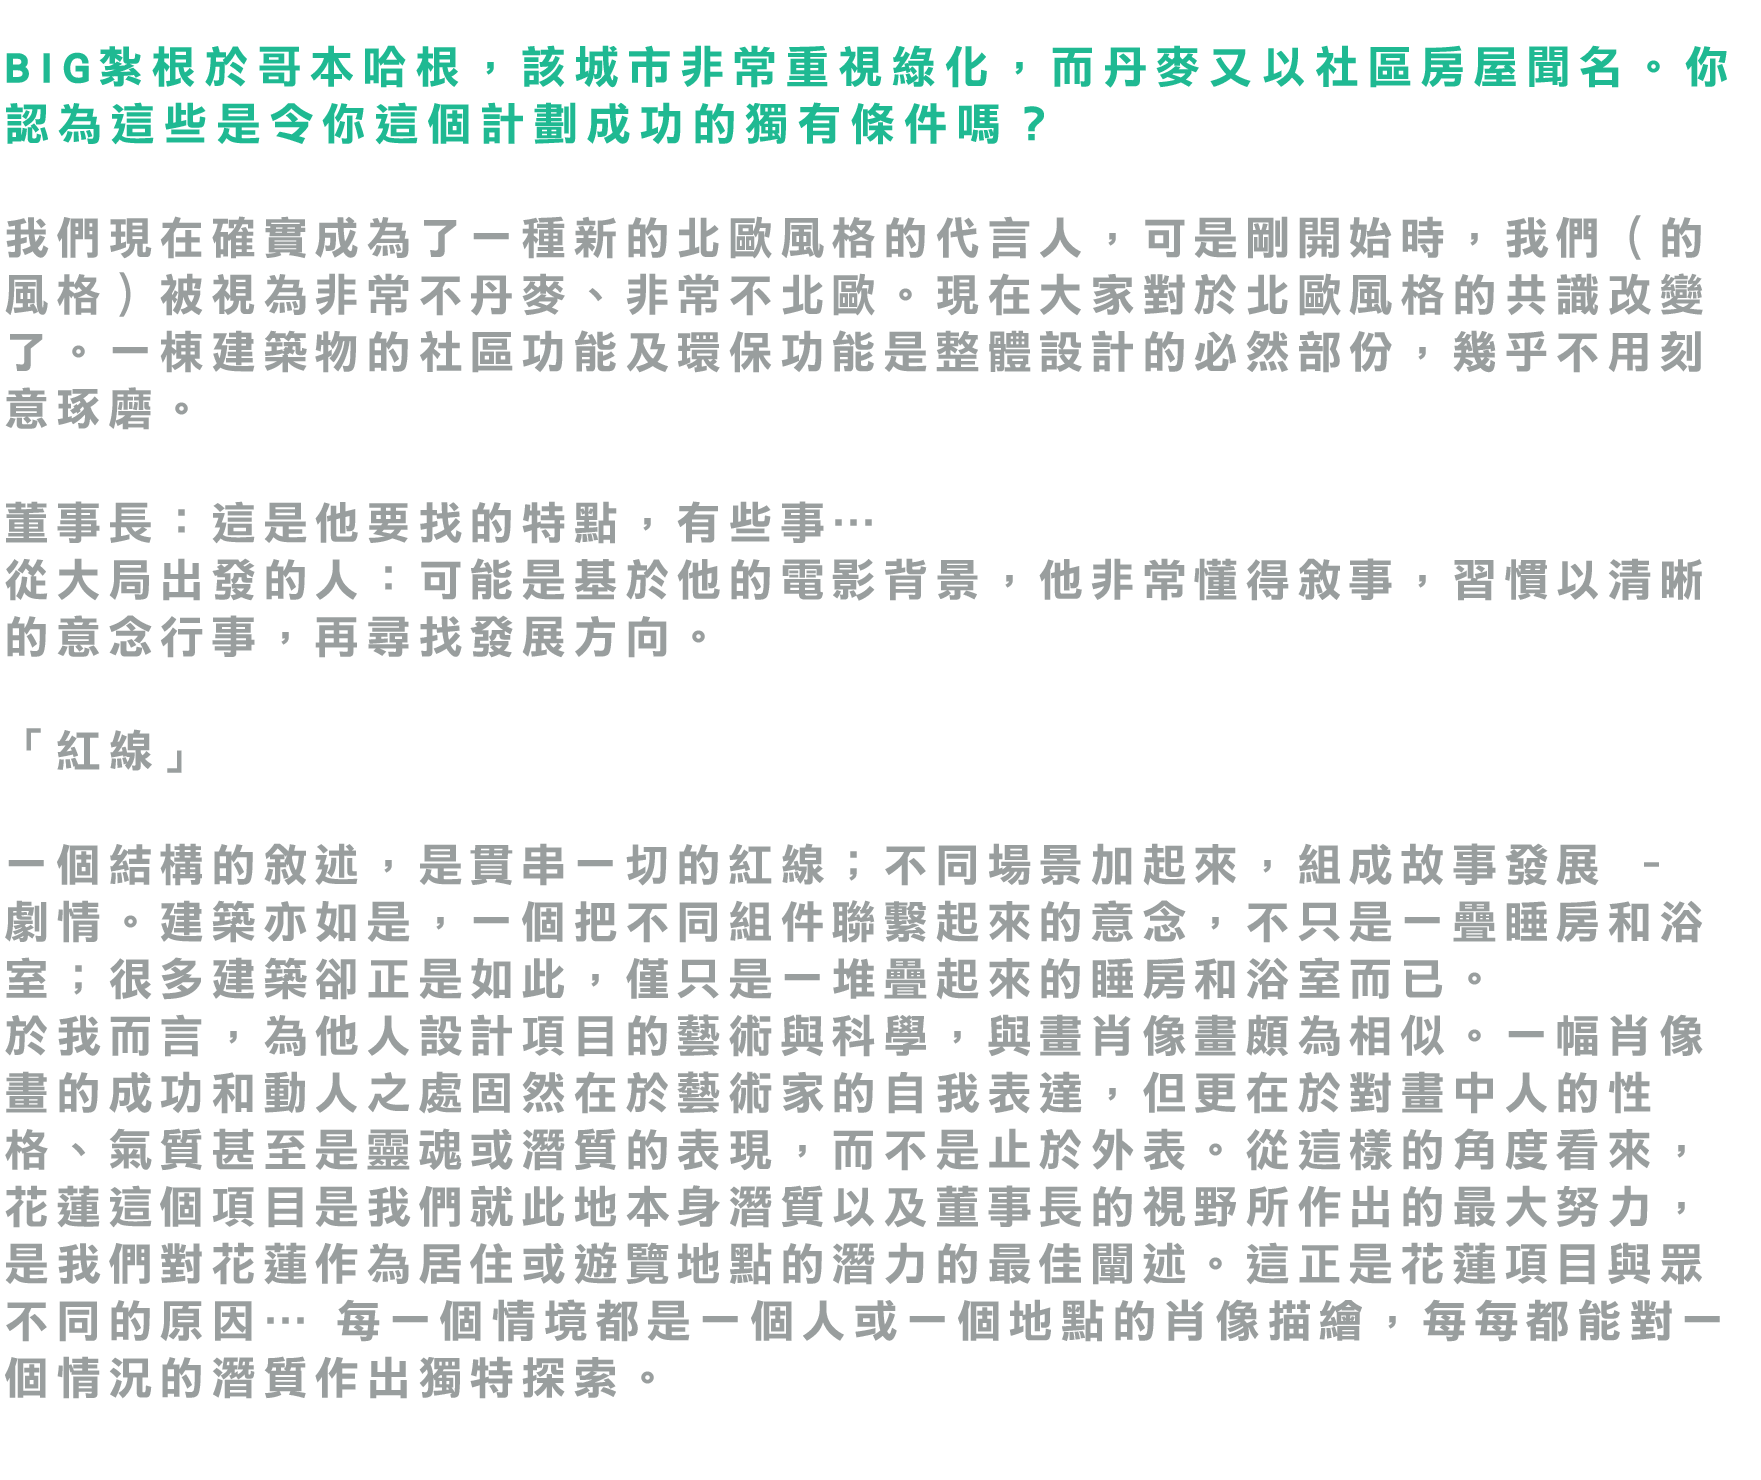 BIG紮根於哥本哈根，該城市非常重視綠化，而丹麥又以社區房屋聞名。你
認為這些是令你這個計劃成功的獨有條件嗎？
我們現在確實成為了一種新的北歐風格的代言人，可是剛開始時，我們（的
風格）被視為非常不丹麥、非常不北歐。現在大家對於北歐風格的共識改變
了。一棟建築物的社區功能及環保功能是整體設計的必然部份，幾乎不用刻
意琢磨。
董事長：這是他要找的特點，有些事…
從大局出發的人：可能是基於他的電影背景，他非常懂得敘事，習慣以清晰
的意念行事，再尋找發展方向。
「紅線」
一個結構的敘述，是貫串一切的紅線；不同場景加起來，組成故事發展 –
劇情。建築亦如是，一個把不同組件聯繫起來的意念，不只是一疊睡房和浴
室；很多建築卻正是如此，僅只是一堆疊起來的睡房和浴室而已。
於我而言，為他人設計項目的藝術與科學，與畫肖像畫頗為相似。一幅肖像
畫的成功和動人之處固然在於藝術家的自我表達，但更在於對畫中人的性
格、氣質甚至是靈魂或潛質的表現，而不是止於外表。從這樣的角度看來，
花蓮這個項目是我們就此地本身潛質以及董事長的視野所作出的最大努力，
是我們對花蓮作為居住或遊覽地點的潛力的最佳闡述。這正是花蓮項目與眾
不同的原因… 每一個情境都是一個人或一個地點的肖像描繪，每每都能對一
個情況的潛質作出獨特探索。